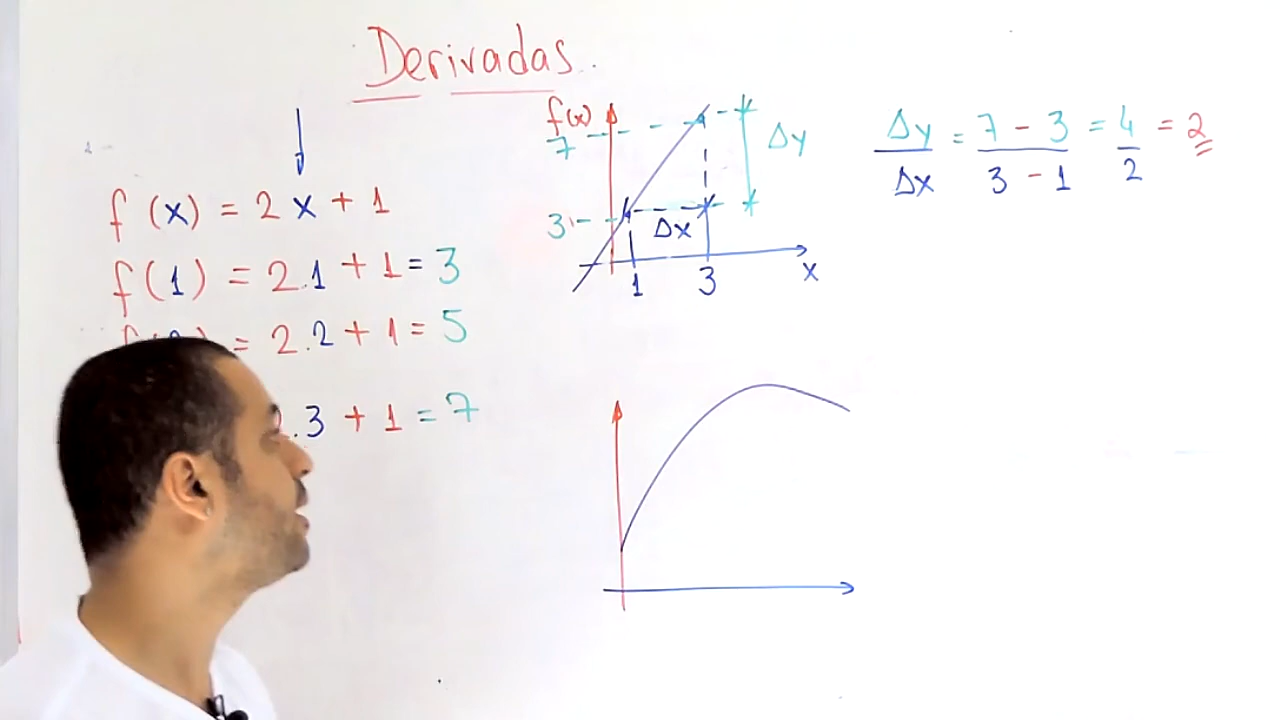 Derivadas
f(x) = 2x + 1
f(1) = 2.1 + 1 = 3
= 2.2 + 1 = 5
.3 + 1 = 7
f(x)
7
3
Δy
Δx
1 3 x
Δy/Δx = 7 - 3/3 - 1 = 4/2 = 2